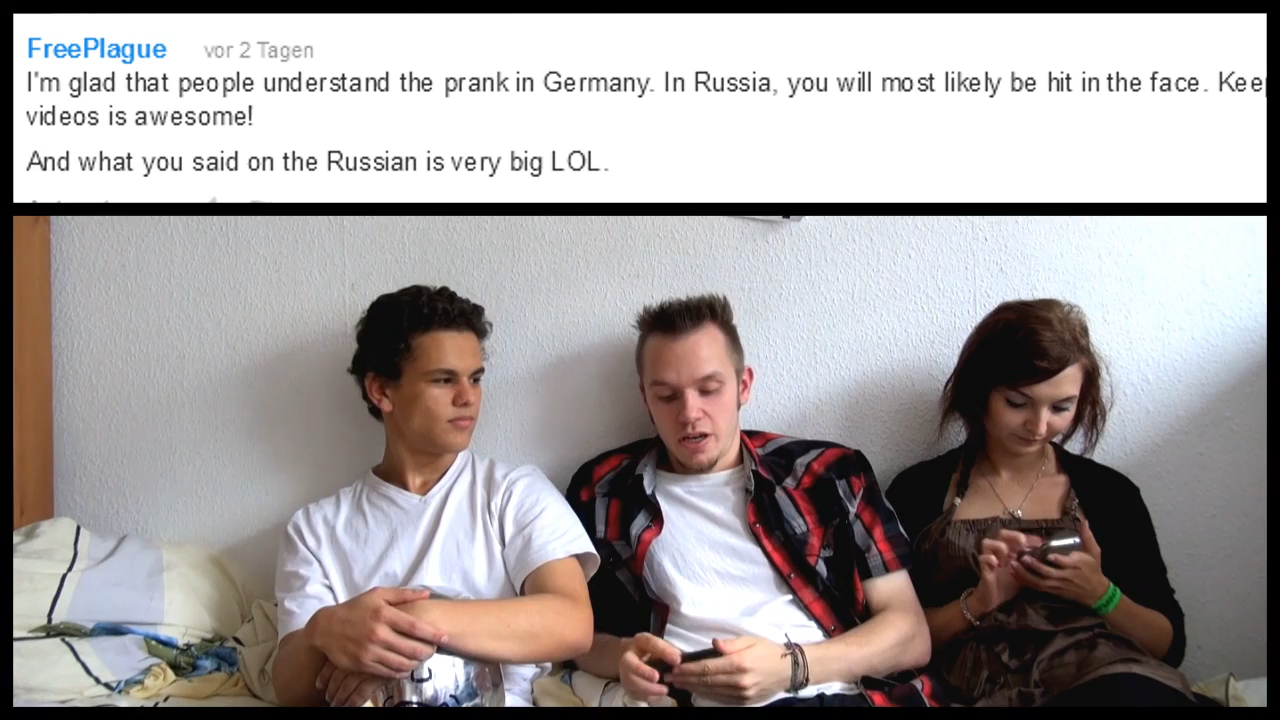 FreePlague vor 2 Tagen
I'm glad that people understand the prank in Germany. In Russia, you will most likely be hit in the face.
videos is awesome!
And what you said on the Russian is very big LOL.